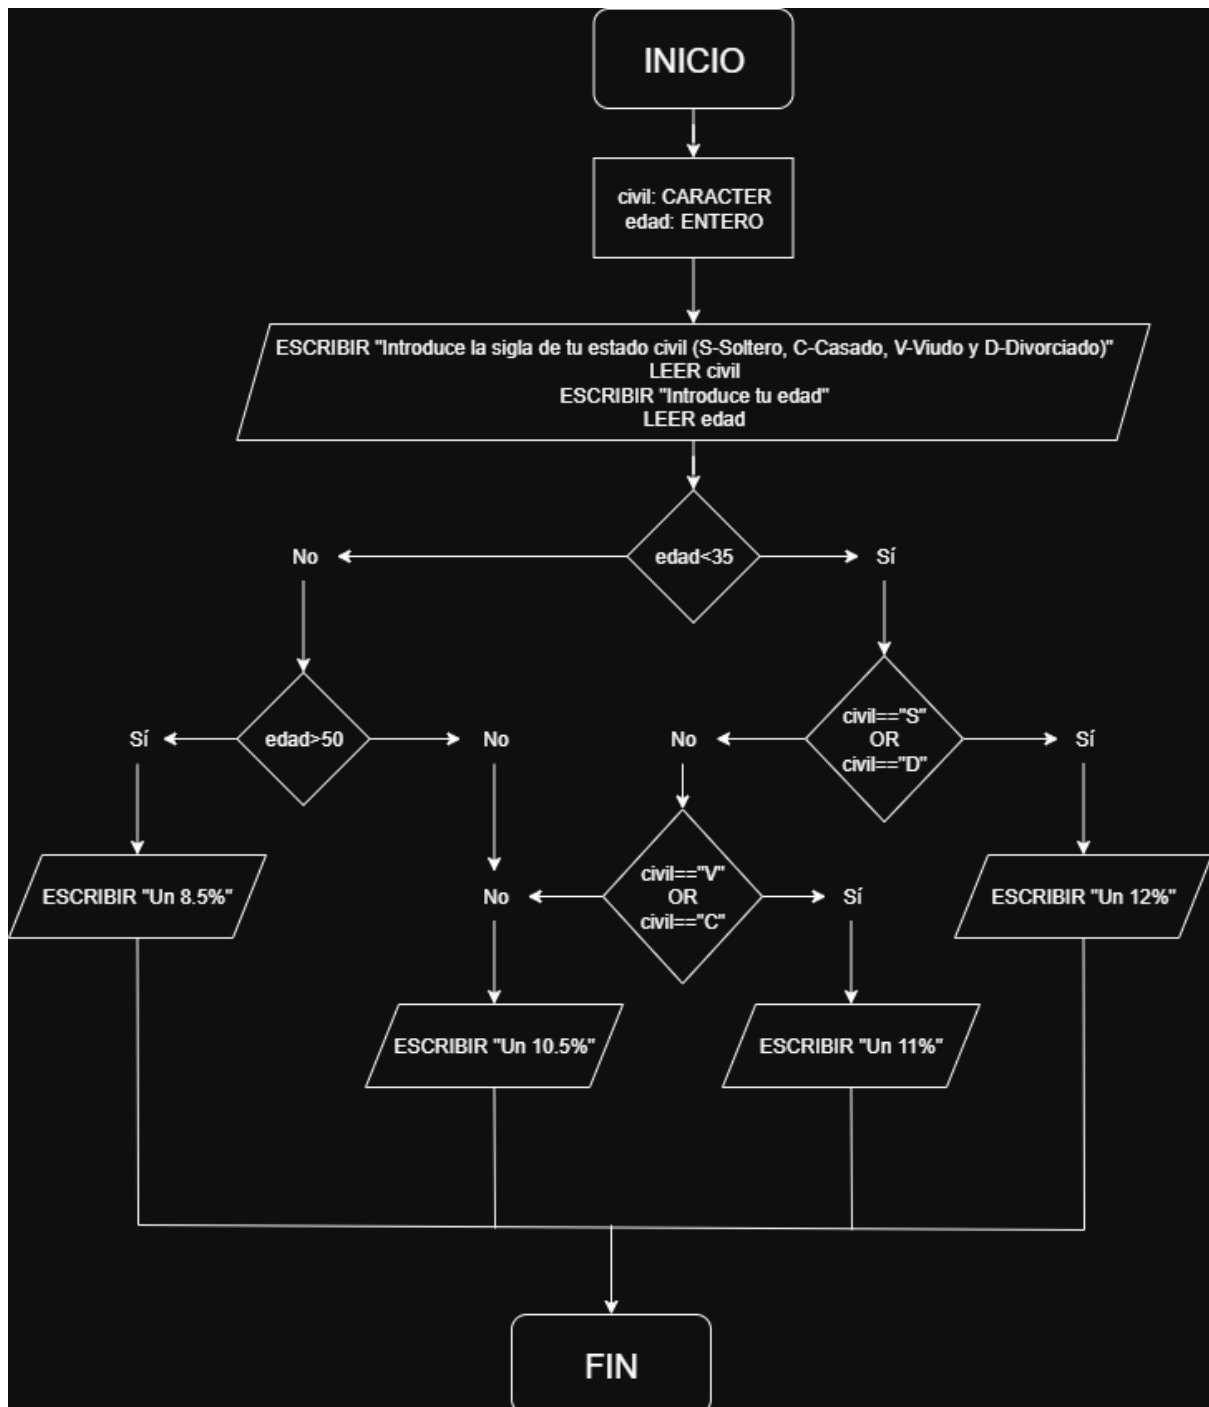 INICIO
civil: CARACTER
edad: ENTERO
ESCRIBIR "Introduce la sigla de tu estado civil (S-Soltero, C-Casado, V-Viudo y D-Divorciado)"
LEER civil
ESCRIBIR "Introduce tu edad"
LEER edad
No
edad<35
Sí
Sí
edad>50
No
No
civil=="S"
OR
civil=="D"
Sí
ESCRIBIR "Un 8.5%"
No
civil=="V"
OR
civil=="C"
Sí
ESCRIBIR "Un 12%"
ESCRIBIR "Un 10.5%"
ESCRIBIR "Un 11%"
FIN